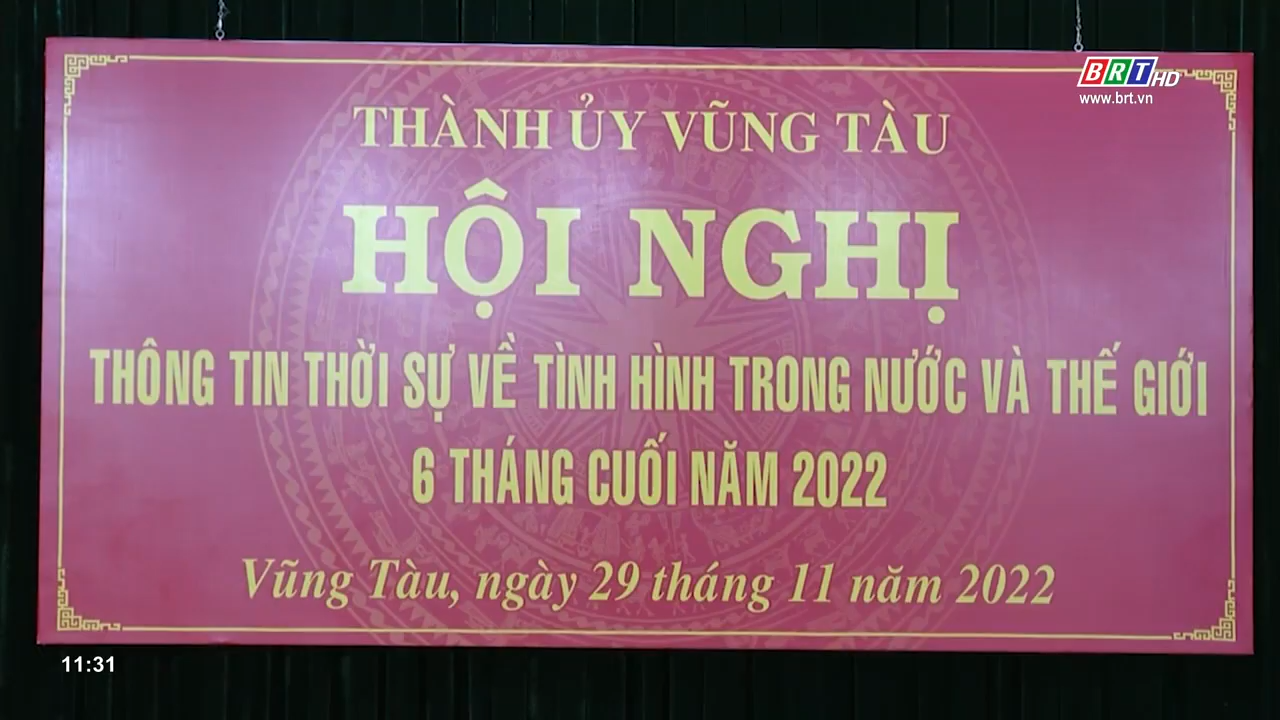 BRT HD
www.brt.vn
THÀNH ỦY VŨNG TÀU
HỘI NGHỊ
THÔNG TIN THỜI SỰ VỀ TÌNH HÌNH TRONG NƯỚC VÀ THẾ GIỚI
6 THÁNG CUỐI NĂM 2022
Vũng Tàu, ngày 29 tháng 11 năm 2022
11:31